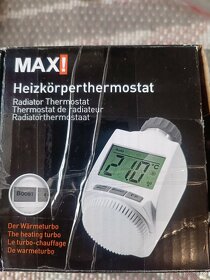 MAX!
Heizkörperthermostat
Radiator Thermostat
Thermostat de radiateur
Radiatorthermostaat
21.0°
Boost
Der Wärmeturbo
The heating turbo
Le turbo-chauffage
De warmeturbo